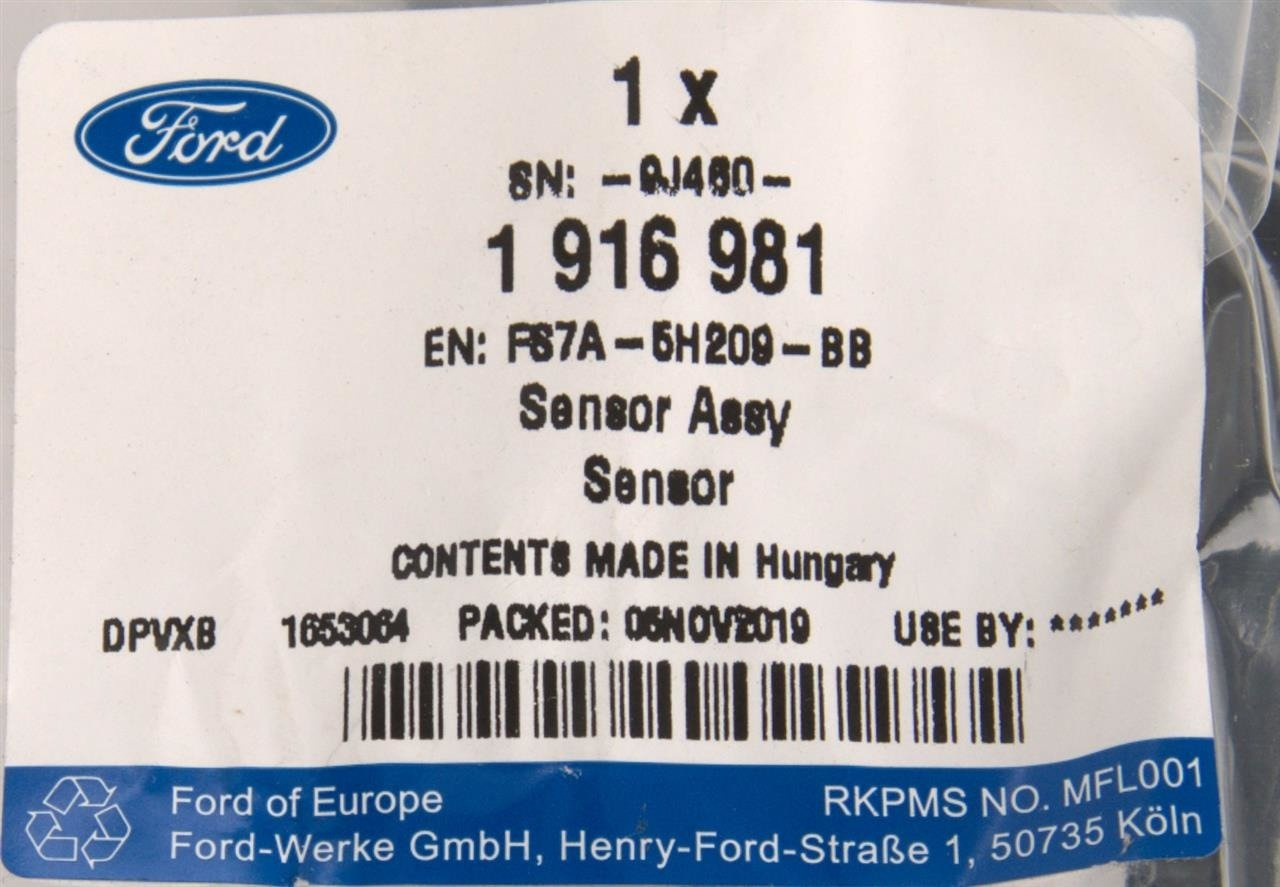 Ford
1 x
SN: -9J460-
1 916 981
EN: FS7A-5H209-BB
Sensor Assy
Sensor
CONTENTS MADE IN Hungary
DPVXB 1653064 PACKED: 05NOV2019 USE BY: *******
Ford of Europe RKPMS NO. MFL001
Ford-Werke GmbH, Henry-Ford-Straße 1, 50735 Köln